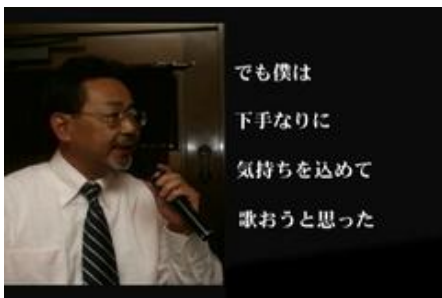 でも僕は
下手なりに
気持ちを込めて
歌おうと思った